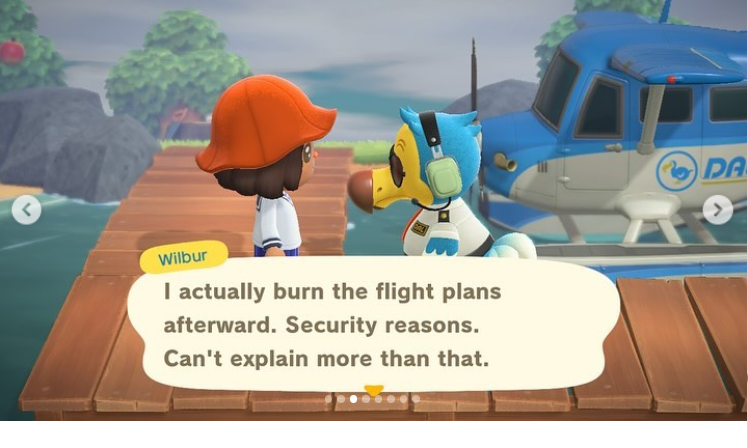 DA
Wilbur
I actually burn the flight plans
afterward. Security reasons.
Can't explain more than that.